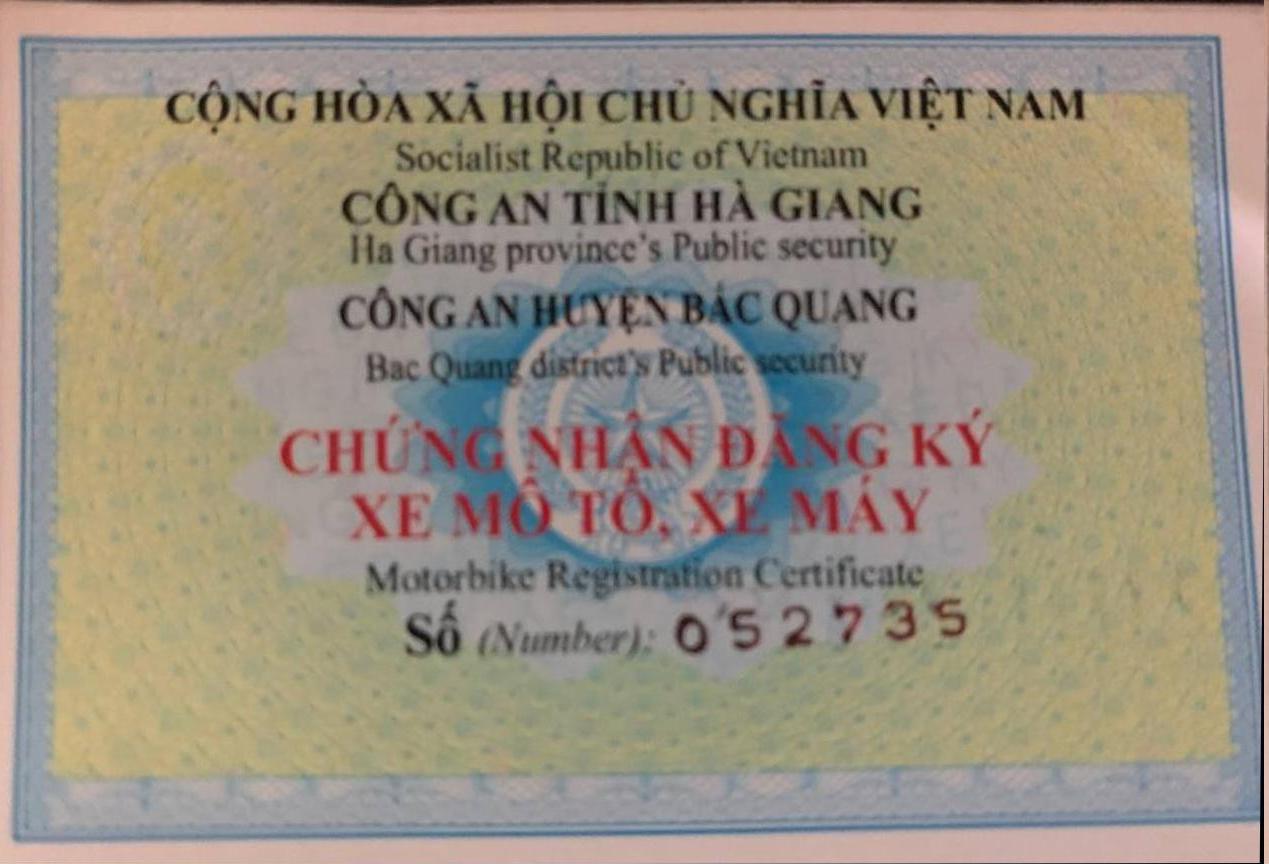 CỘNG HÒA XÃ HỘI CHỦ NGHĨA VIỆT NAM
Socialist Republic of Vietnam
CÔNG AN TỈNH HÀ GIANG
Ha Giang province's Public security
CÔNG AN HUYỆN BẮC QUANG
Bac Quang district's Public security
CHỨNG NHẬN ĐĂNG KÝ
XE MÔ TÔ, XE MÁY
Motorbike Registration Certificate
Số (Number): 052735